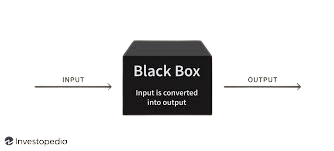 Black Box
INPUT
OUTPUT
Input is converted
into output
Investopedia